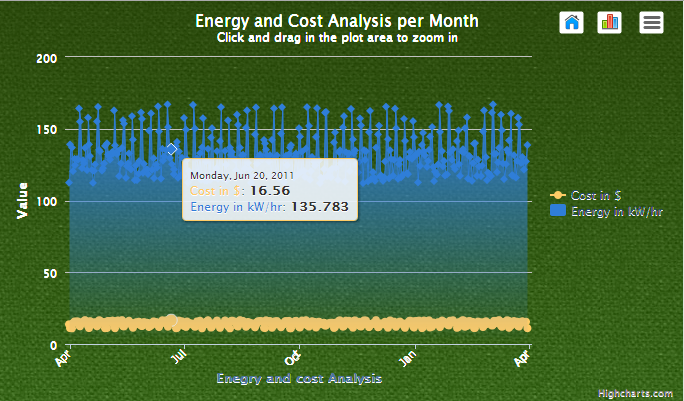 Energy and Cost Analysis per Month
Click and drag in the plot area to zoom in
200
150
100
50
0
Value
Monday, Jun 20, 2011
Cost in $: 16.56
Energy in kW/hr: 135.783
Cost in $
Energy in kW/hr
Apr
Jul
Oct
Jan
Apr
Enegry and cost Analysis
Highcharts.com